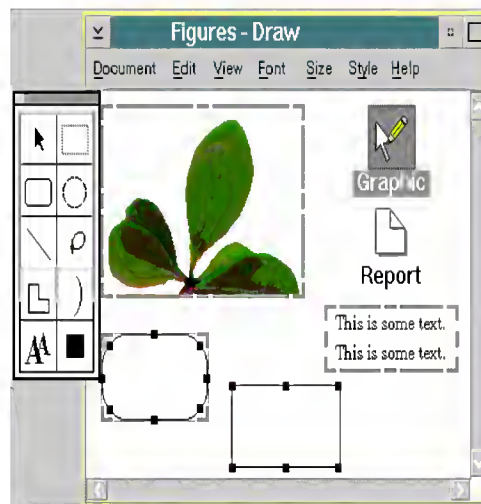 Figures - Draw
Document Edit View Font Size Style Help
Graphic
Report
This is some text.
This is some text.
AA